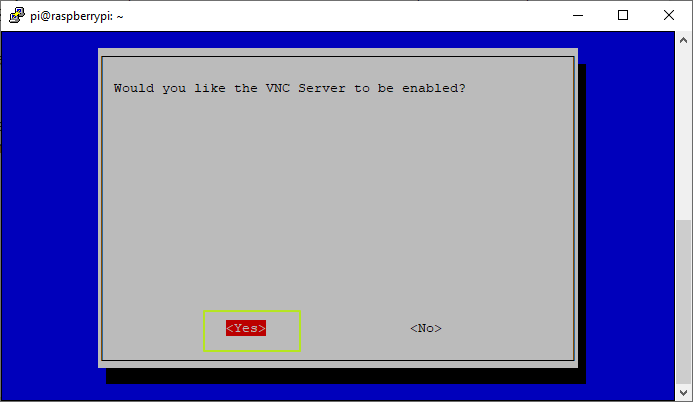 pi@raspberrypi: ~
Would you like the VNC Server to be enabled?
<Yes> <No>